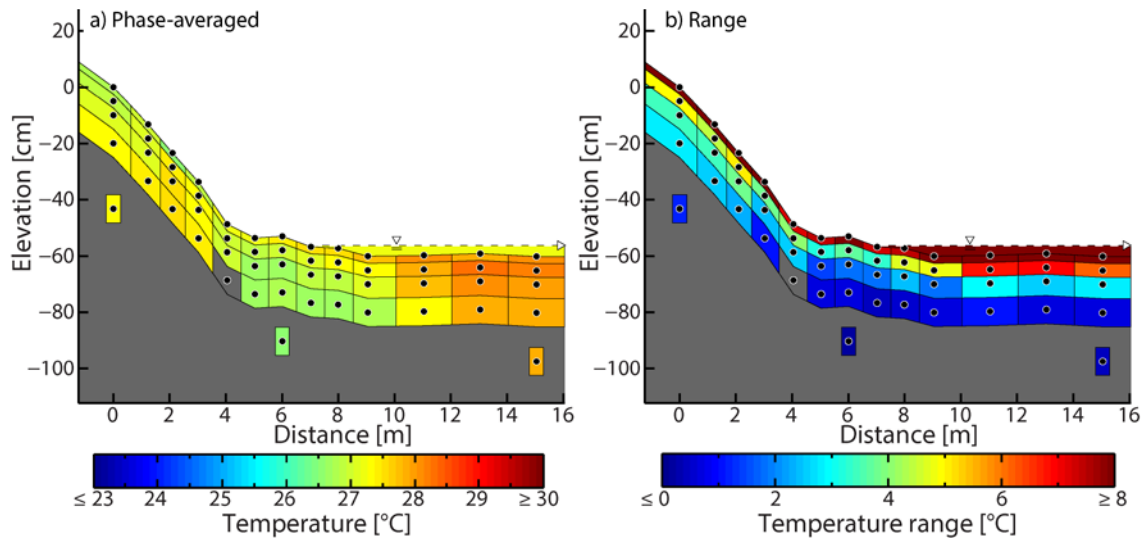 a) Phase-averaged
b) Range
Elevation [cm]
20
0
−20
−40
−60
−80
−100
0 2 4 6 8 10 12 14 16
Distance [m]
≤ 23 24 25 26 27 28 29 ≥ 30
Temperature [°C]
Elevation [cm]
20
0
−20
−40
−60
−80
−100
0 2 4 6 8 10 12 14 16
Distance [m]
≤ 0 2 4 6 ≥ 8
Temperature range [°C]